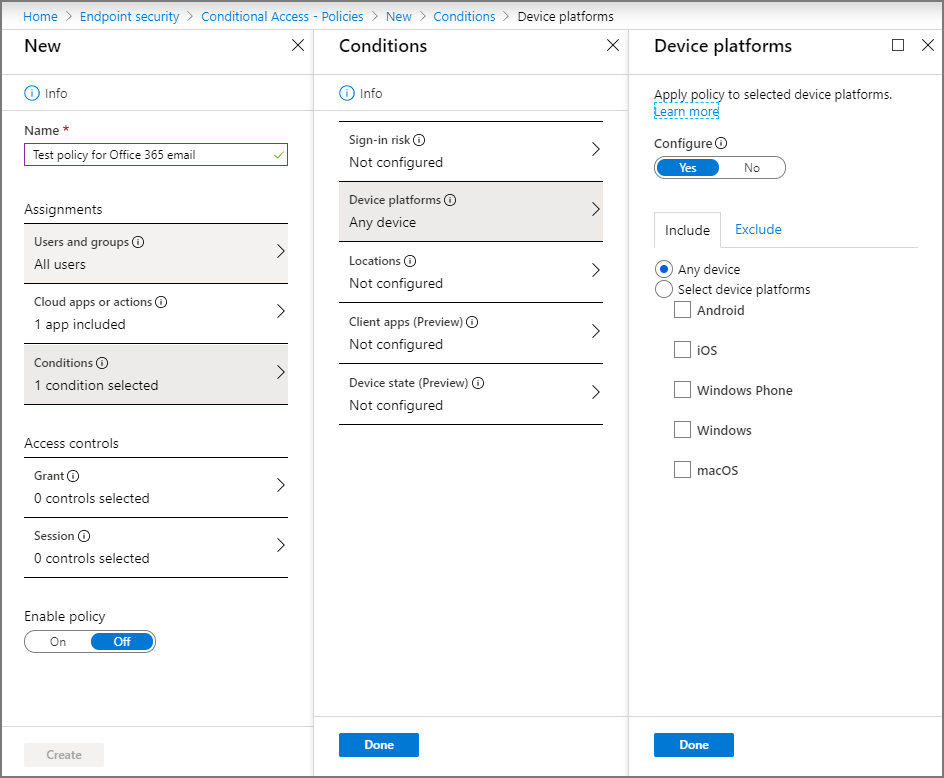 Home > Endpoint security > Conditional Access - Policies > New > Conditions > Device platforms
New
Info
Name *
Test policy for Office 365 email
Assignments
Users and groups
All users
Cloud apps or actions
1 app included
Conditions
1 condition selected
Access controls
Grant
0 controls selected
Session
0 controls selected
Enable policy
On Off
Create
Conditions
Info
Sign-in risk
Not configured
Device platforms
Any device
Locations
Not configured
Client apps (Preview)
Not configured
Device state (Preview)
Not configured
Done
Device platforms
Apply policy to selected device platforms.
Learn more
Configure
Yes No
Include Exclude
Any device
Select device platforms
Android
iOS
Windows Phone
Windows
macOS
Done